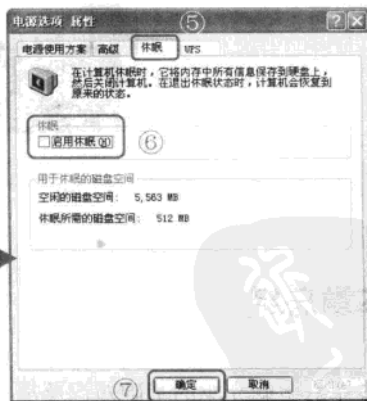 电源选项 属性
⑤
电源使用方案 高级 休眠 UPS
在计算机休眠时，它将内存中所有信息保存到硬盘上，
然后关闭计算机。在退出休眠状态时，计算机会恢复到
原来的状态。
休眠
启用休眠(H)
⑥
用于休眠的磁盘空间
空闲的磁盘空间： 5,563 MB
休眠所需的磁盘空间： 512 MB
⑦ 确定 取消